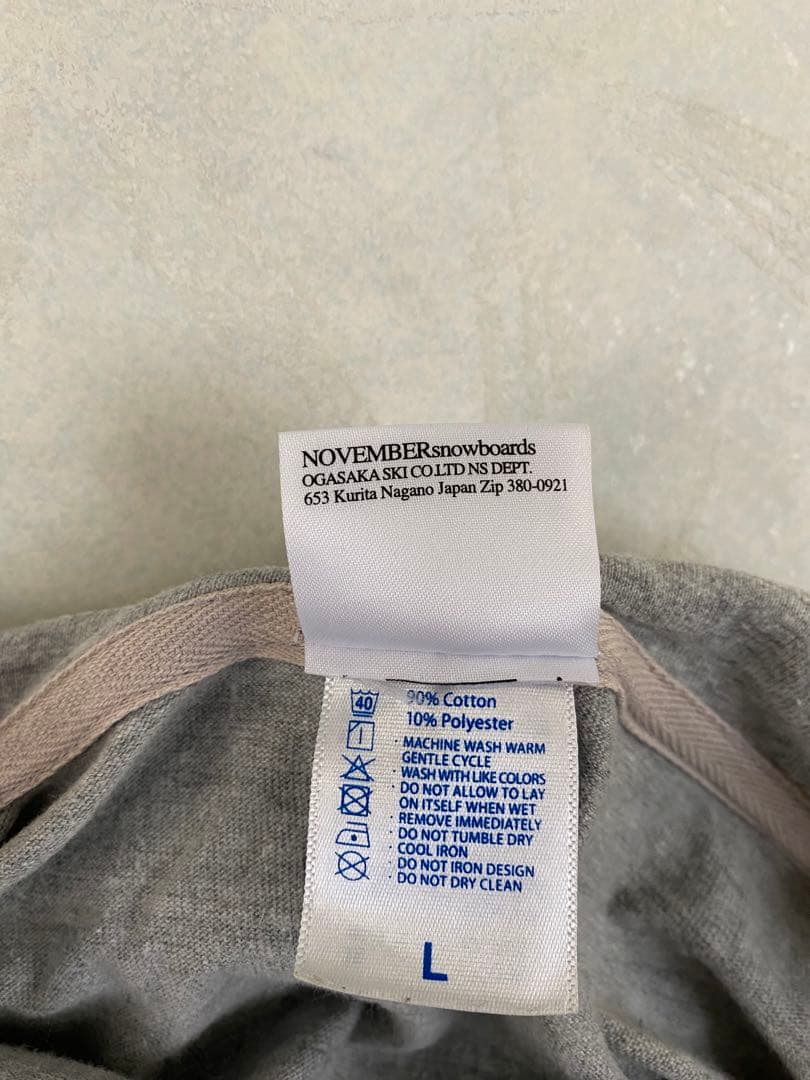 NOVEMBERsnowboards
OGASAKA SKI CO.LTD NS DEPT.
653 Kurita Nagano Japan Zip 380-0921
40
90% Cotton
10% Polyester
· MACHINE WASH WARM
GENTLE CYCLE
· WASH WITH LIKE COLORS
· DO NOT ALLOW TO LAY
ON ITSELF WHEN WET
· REMOVE IMMEDIATELY
· DO NOT TUMBLE DRY
· COOL IRON
· DO NOT IRON DESIGN
· DO NOT DRY CLEAN
L